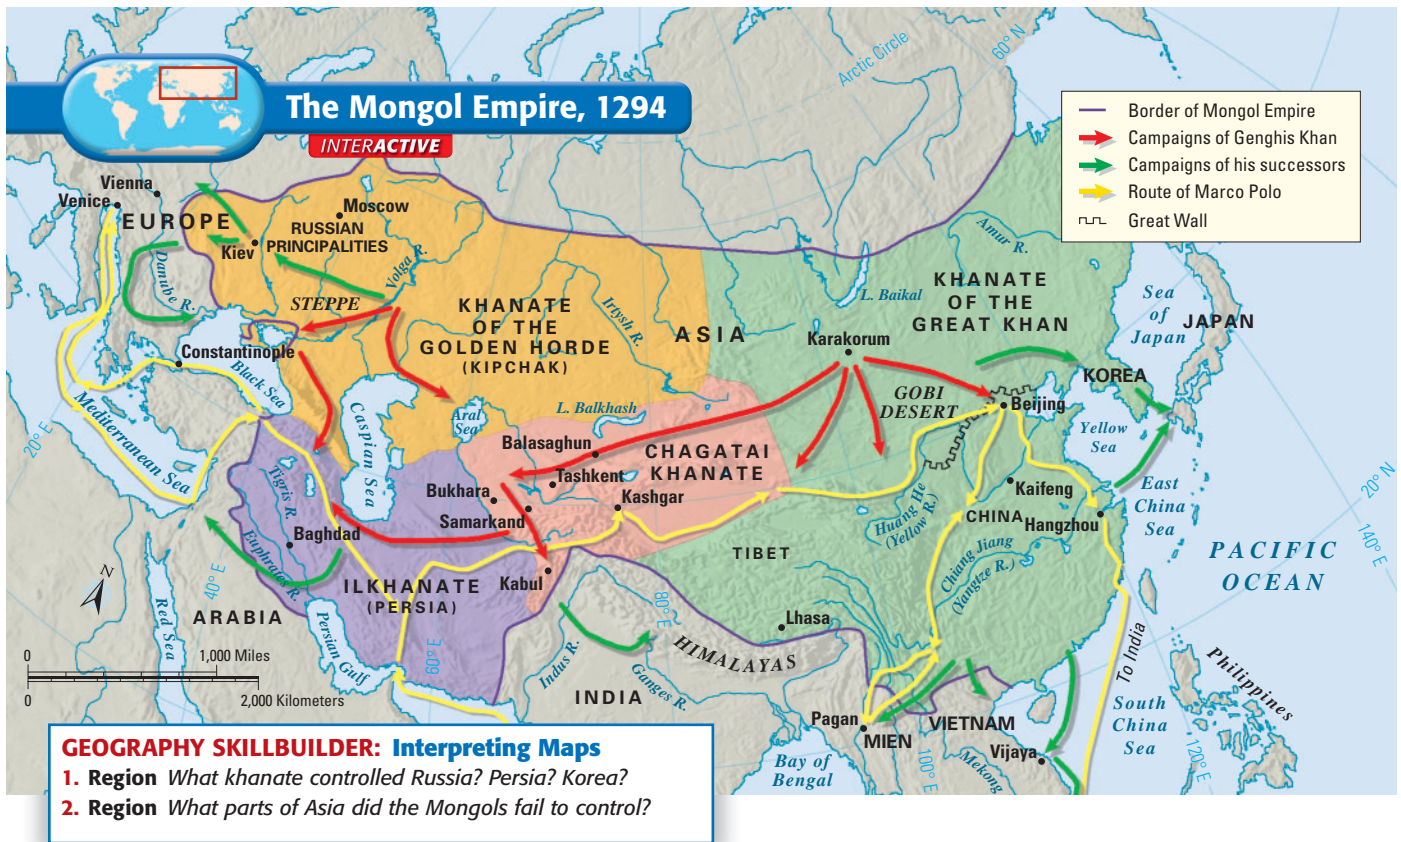 The Mongol Empire, 1294
INTERACTIVE
Border of Mongol Empire
Campaigns of Genghis Khan
Campaigns of his successors
Route of Marco Polo
Great Wall
Arctic Circle
60° N
Vienna
Venice
EUROPE
Moscow
RUSSIAN
PRINCIPALITIES
Kiev
Volga R.
Danube R.
STEPPE
KHANATE
OF THE
GOLDEN HORDE
(KIPCHAK)
Irtysh R.
ASIA
Amur R.
L. Baikal
KHANATE
OF THE
GREAT KHAN
Sea
of
Japan
JAPAN
Karakorum
Constantinople
Black Sea
Caspian Sea
Aral
Sea
L. Balkhash
GOBI
DESERT
Beijing
KOREA
Yellow
Sea
Mediterranean Sea
20° E
Balasaghun
Tashkent
CHAGATAI
KHANATE
Bukhara
Samarkand
Kashgar
Tigris R.
Baghdad
Euphrates R.
Huang He
(Yellow R.)
Kaifeng
CHINA
Hangzhou
East
China
Sea
20° N
140° E
PACIFIC
OCEAN
TIBET
Chiang Jiang
(Yangtze R.)
ILKHANATE
(PERSIA)
Kabul
N
40° E
ARABIA
Red Sea
Persian Gulf
60° E
80° E
Lhasa
HIMALAYAS
Indus R.
Ganges R.
INDIA
To India
Philippines
0
1,000 Miles
0
2,000 Kilometers
Pagan
MIEN
VIETNAM
Vijaya
South
China
Sea
Bay of
Bengal
100° E
Mekong
120° E
GEOGRAPHY SKILLBUILDER: Interpreting Maps
1. Region What khanate controlled Russia? Persia? Korea?
2. Region What parts of Asia did the Mongols fail to control?